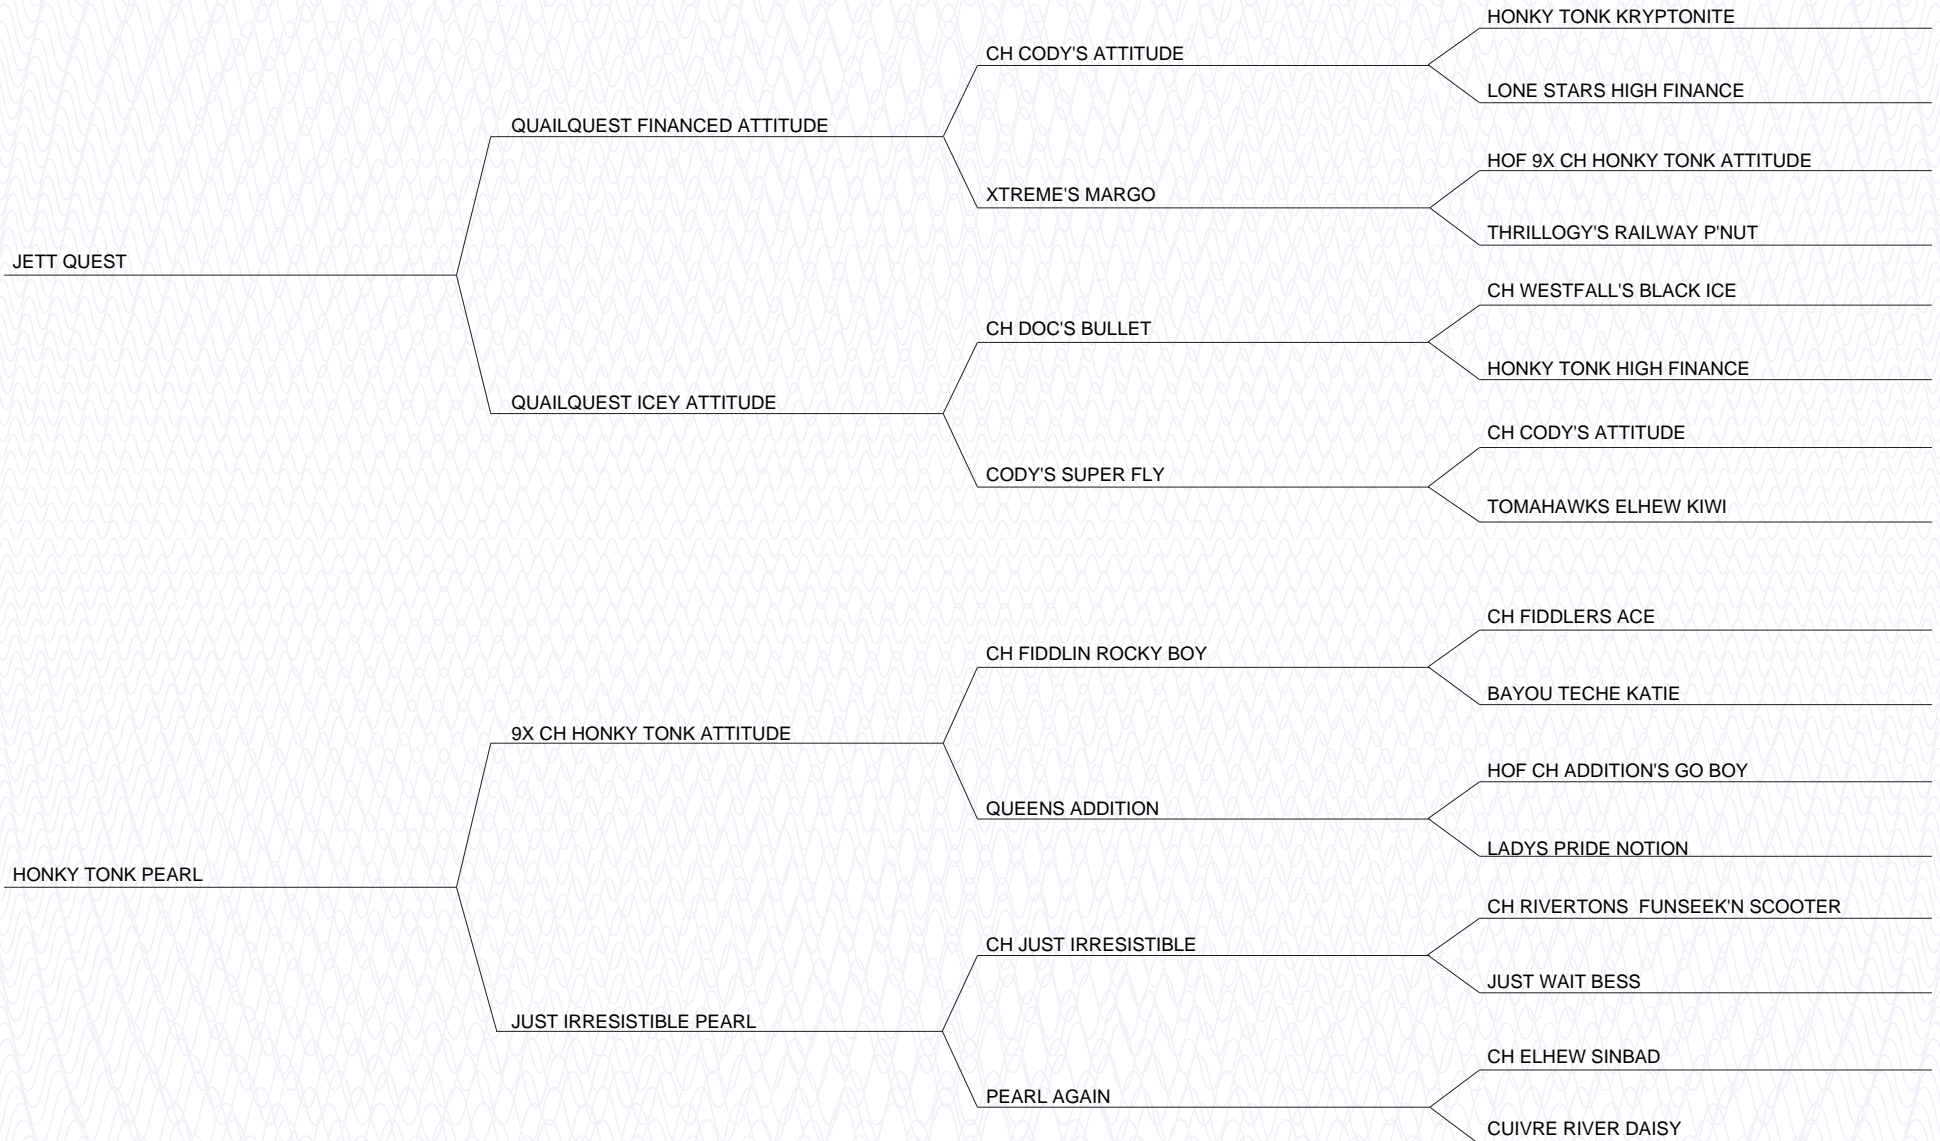 HONKY TONK KRYPTONITE
CH CODY'S ATTITUDE
LONE STARS HIGH FINANCE
QUAILQUEST FINANCED ATTITUDE
HOF 9X CH HONKY TONK ATTITUDE
XTREME'S MARGO
THRILLOGY'S RAILWAY P'NUT
JETT QUEST
CH WESTFALL'S BLACK ICE
CH DOC'S BULLET
HONKY TONK HIGH FINANCE
QUAILQUEST ICEY ATTITUDE
CH CODY'S ATTITUDE
CODY'S SUPER FLY
TOMAHAWKS ELHEW KIWI
CH FIDDLERS ACE
CH FIDDLIN ROCKY BOY
BAYOU TECHE KATIE
9X CH HONKY TONK ATTITUDE
HOF CH ADDITION'S GO BOY
QUEENS ADDITION
LADYS PRIDE NOTION
HONKY TONK PEARL
CH RIVERTONS  FUNSEEK'N SCOOTER
CH JUST IRRESISTIBLE
JUST WAIT BESS
JUST IRRESISTIBLE PEARL
CH ELHEW SINBAD
PEARL AGAIN
CUIVRE RIVER DAISY